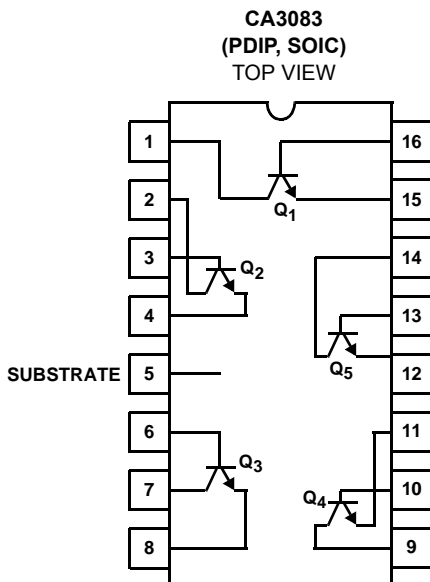 CA3083
(PDIP, SOIC)
TOP VIEW
1
16
2
15
Q1
3
14
Q2
4
13
SUBSTRATE 5
12
Q5
6
11
Q3
7
10
Q4
8
9